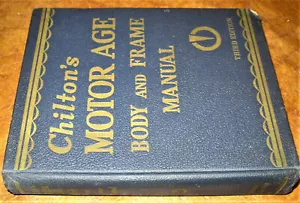 Chilton's
MOTOR AGE
BODY AND FRAME
MANUAL
THIRD EDITION